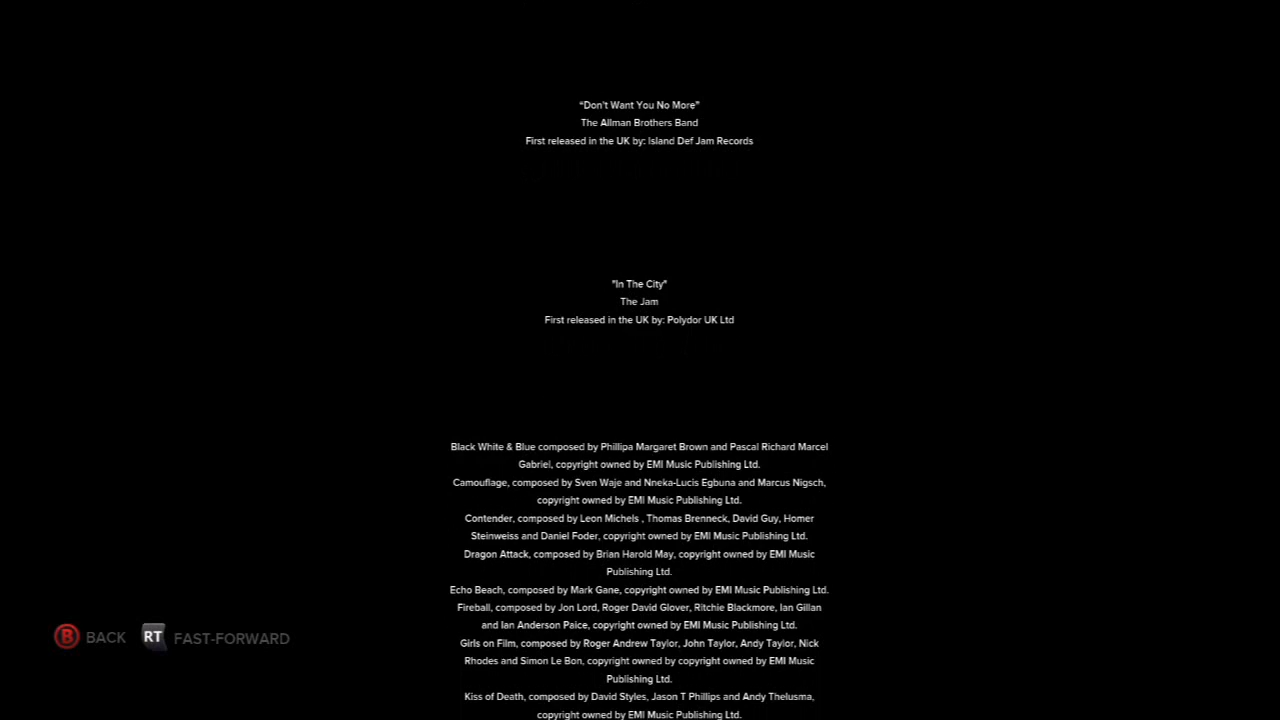 “Don't Want You No More”
The Allman Brothers Band
First released in the UK by: Island Def Jam Records
"In The City"
The Jam
First released in the UK by: Polydor UK Ltd
Black White & Blue composed by Phillipa Margaret Brown and Pascal Richard Marcel
Gabriel, copyright owned by EMI Music Publishing Ltd.
Camouflage, composed by Sven Waje and Nneka-Lucis Egbuna and Marcus Nigsch,
copyright owned by EMI Music Publishing Ltd.
Contender, composed by Leon Michels , Thomas Brenneck, David Guy, Homer
Steinweiss and Daniel Foder, copyright owned by EMI Music Publishing Ltd.
Dragon Attack, composed by Brian Harold May, copyright owned by EMI Music
Publishing Ltd.
Echo Beach, composed by Mark Gane, copyright owned by EMI Music Publishing Ltd.
Fireball, composed by Jon Lord, Roger David Glover, Ritchie Blackmore, Ian Gillan
and Ian Anderson Paice, copyright owned by EMI Music Publishing Ltd.
Girls on Film, composed by Roger Andrew Taylor, John Taylor, Andy Taylor, Nick
Rhodes and Simon Le Bon, copyright owned by copyright owned by EMI Music
Publishing Ltd.
Kiss of Death, composed by David Styles, Jason T Phillips and Andy Thelusma,
copyright owned by EMI Music Publishing Ltd.
B BACK RT FAST-FORWARD